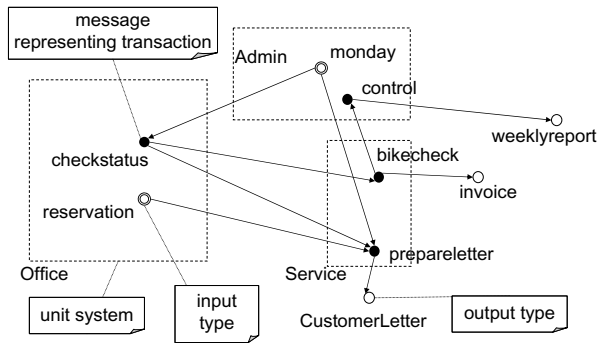 message
representing transaction
Admin
monday
control
weeklyreport
checkstatus
bikecheck
invoice
reservation
prepareletter
Office
Service
unit system
input
type
CustomerLetter
output type